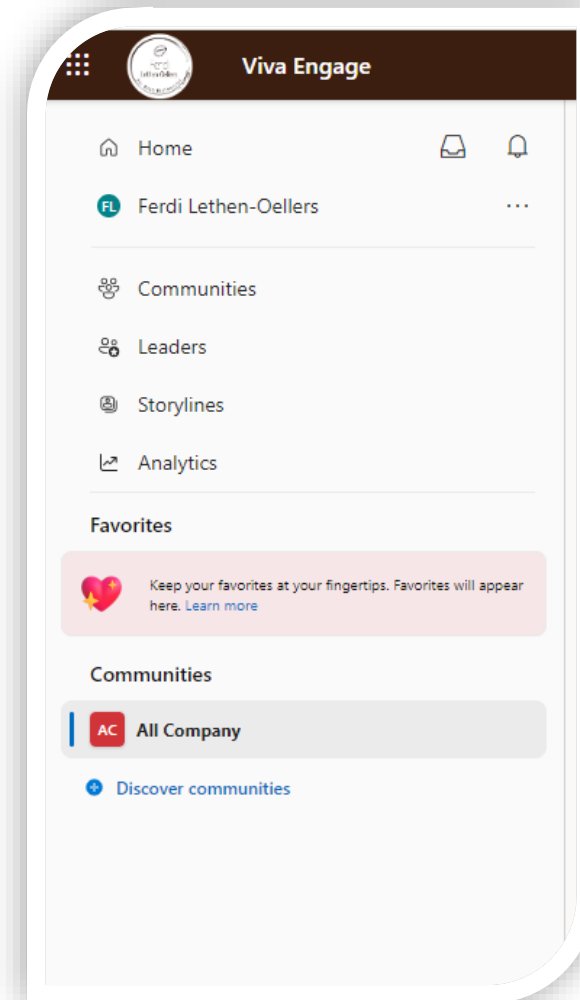 Viva Engage
Home
FL
Ferdi Lethen-Oellers
...
Communities
Leaders
Storylines
Analytics
Favorites
Keep your favorites at your fingertips. Favorites will appear
here. Learn more
Communities
AC
All Company
Discover communities